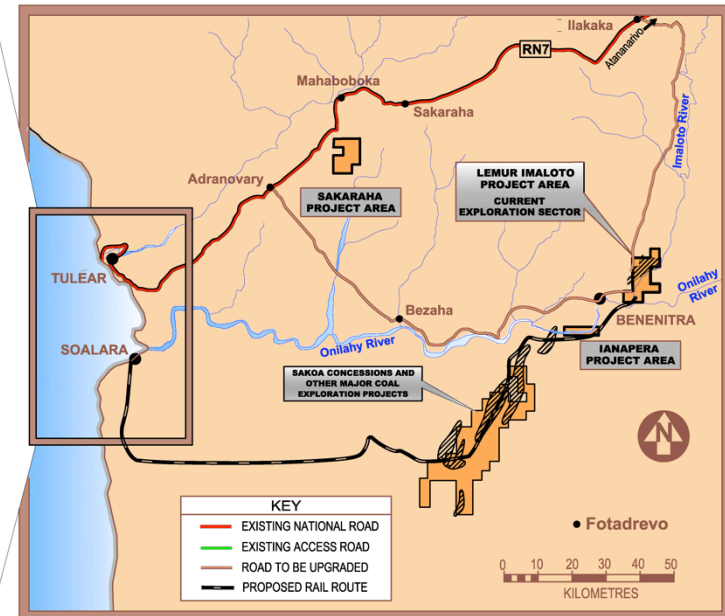 Ilakaka
Atananarivo
RN7
Mahaboboka
Sakaraha
Imaloto River
LEMUR IMALOTO
PROJECT AREA
CURRENT
EXPLORATION SECTOR
Adranovary
SAKARAHA
PROJECT AREA
TULEAR
Onilahy
River
Bezaha
BENENITRA
SOALARA
Onilahy River
IANAPERA
PROJECT AREA
SAKOA CONCESSIONS AND
OTHER MAJOR COAL
EXPLORATION PROJECTS
N
KEY
EXISTING NATIONAL ROAD
EXISTING ACCESS ROAD
ROAD TO BE UPGRADED
PROPOSED RAIL ROUTE
Fotadrevo
0 10 20 30 40 50
KILOMETRES